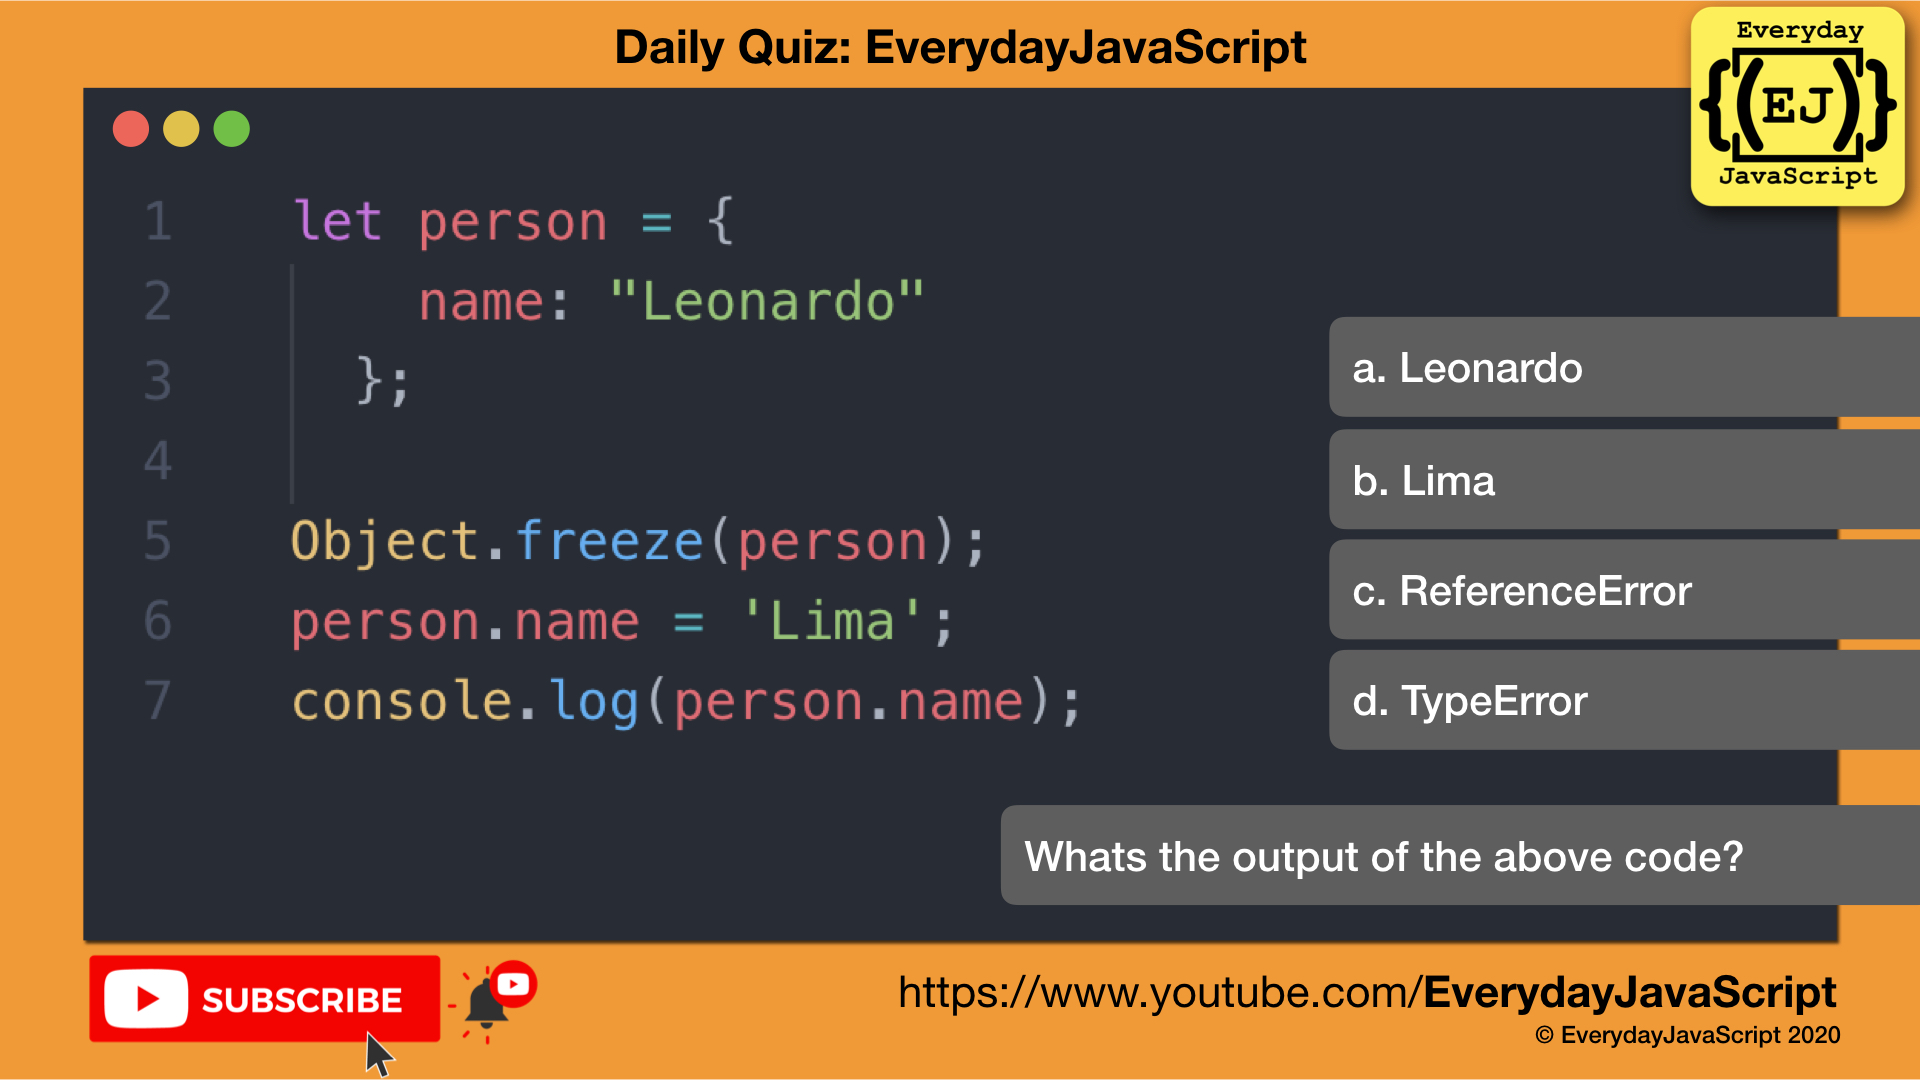 Daily Quiz: EverydayJavaScript
Everyday
{[(EJ)]}
JavaScript
1 let person = {
2 name: "Leonardo"
3 };
4
5 Object.freeze(person);
6 person.name = 'Lima';
7 console.log(person.name);
a. Leonardo
b. Lima
c. ReferenceError
d. TypeError
Whats the output of the above code?
SUBSCRIBE
https://www.youtube.com/EverydayJavaScript
© EverydayJavaScript 2020